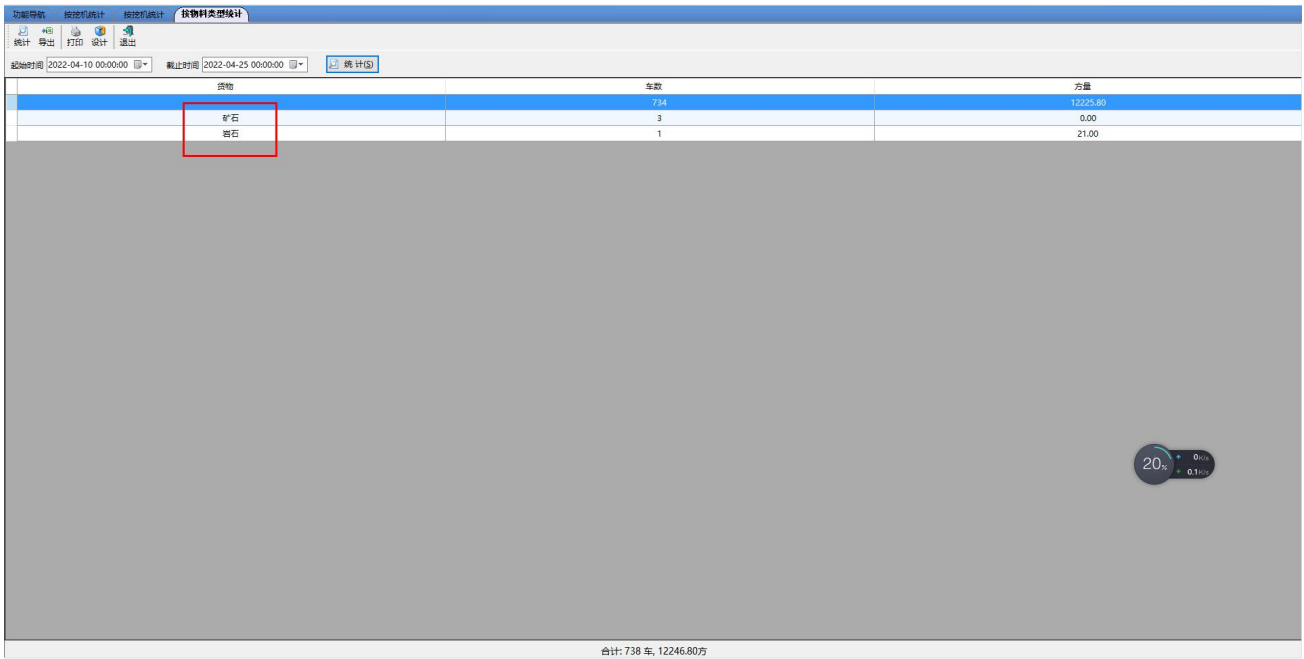 功能导航 按挖机统计 按挖机统计 按物料类型统计
统计 导出 打印 设计 退出
起始时间 2022-04-10 00:00:00 截止时间 2022-04-25 00:00:00 统 计(S)
货物 车数 方量
734 12225.80
矿石 3 0.00
岩石 1 21.00
20% 0K/s
0.1K/s
合计: 738 车, 12246.80方